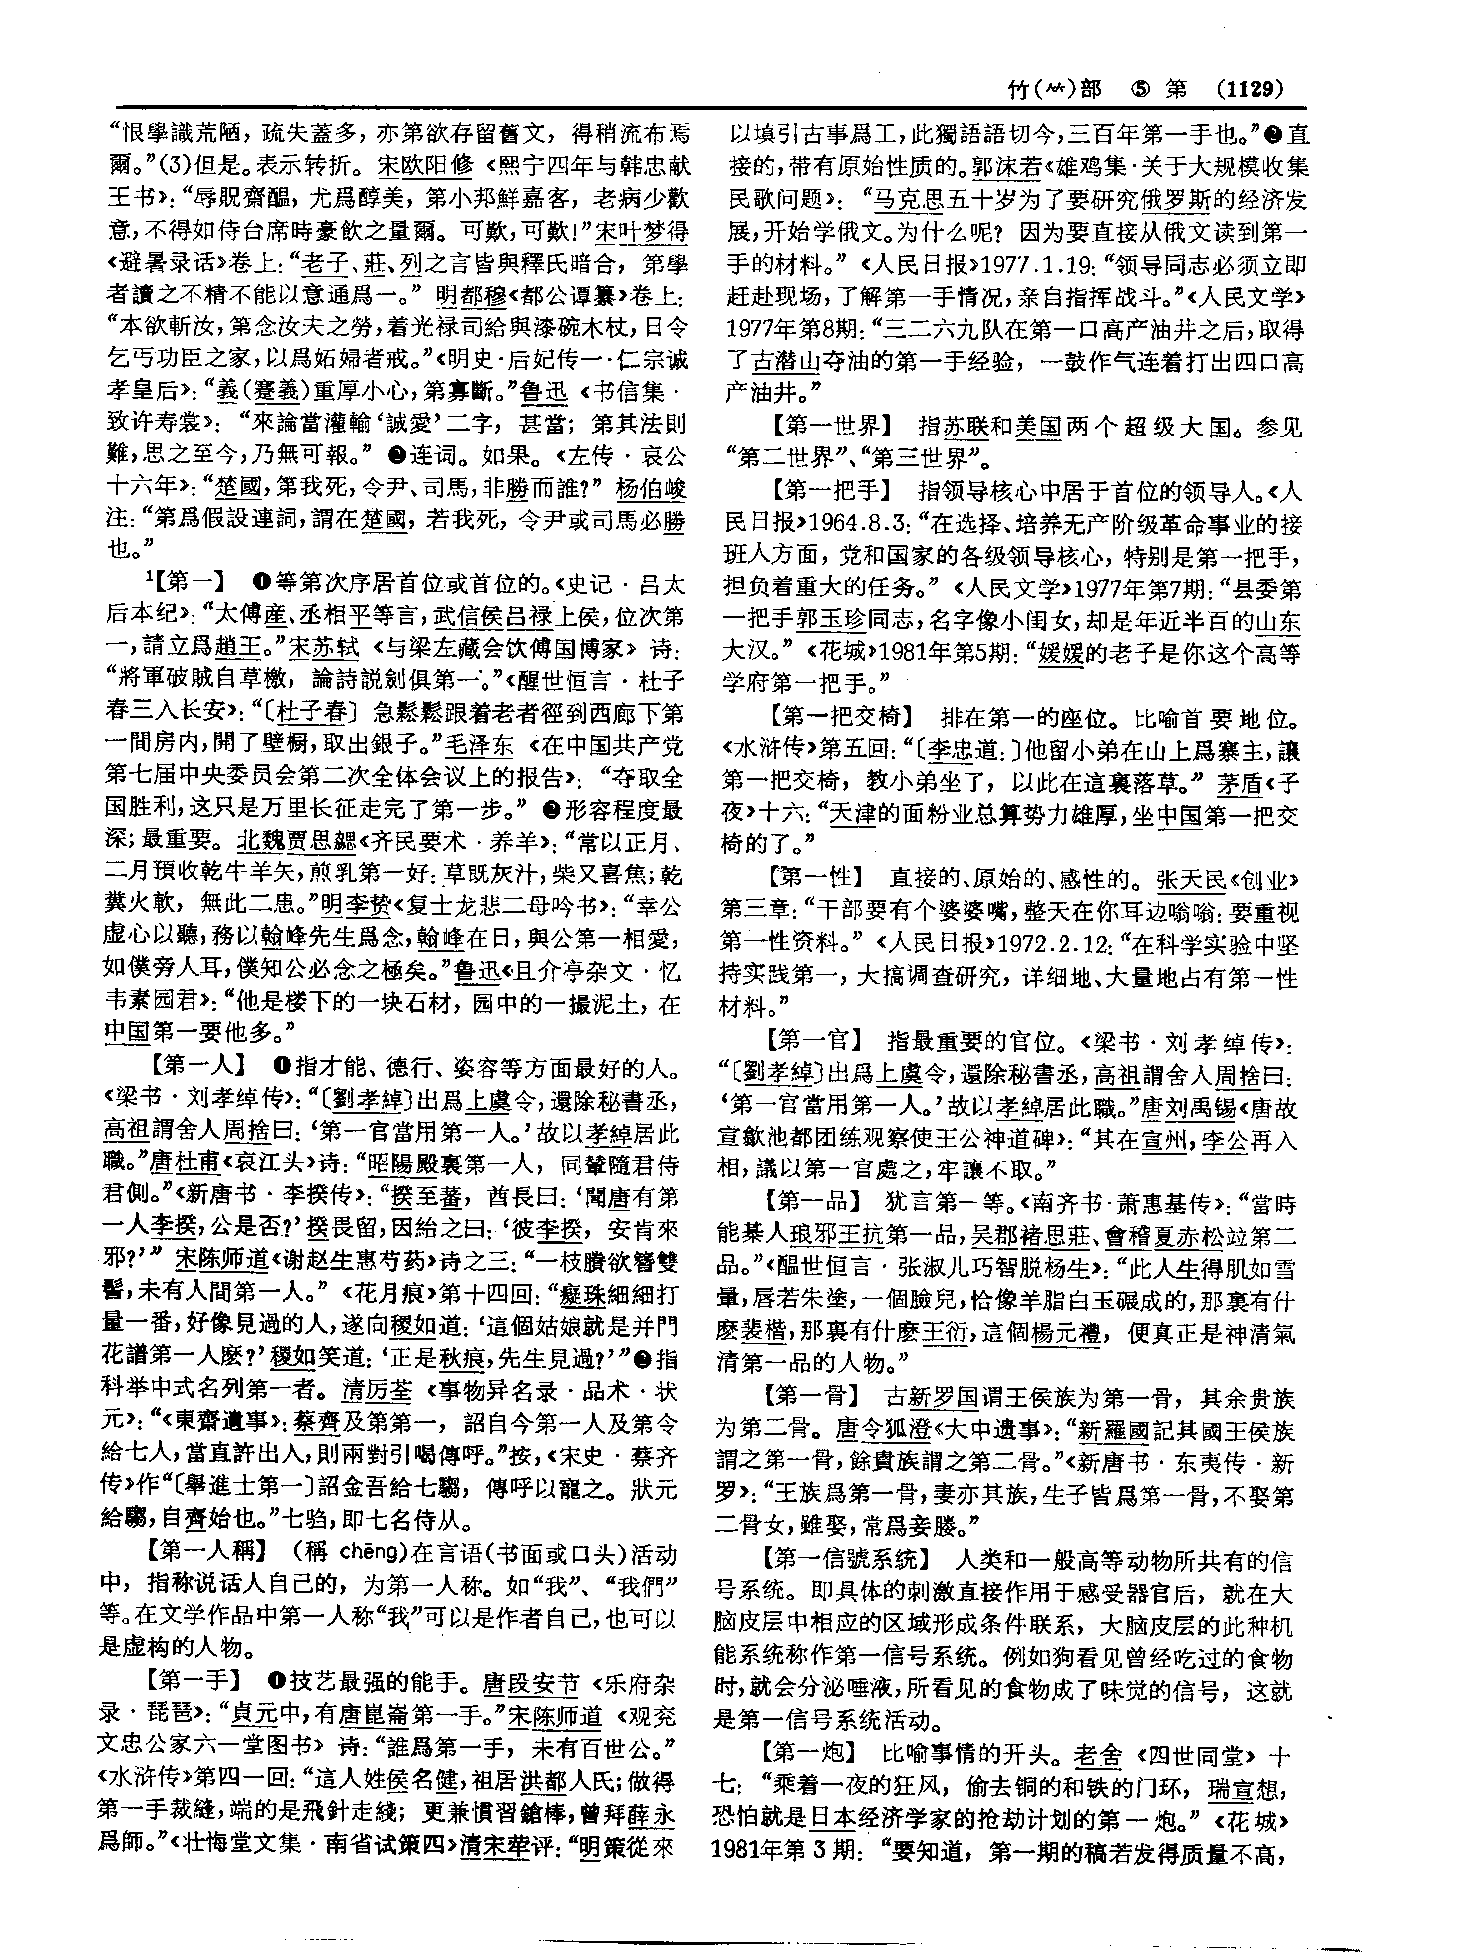 竹(⺮)部 ⑤ 第 (1129)
“恨學識荒陋，疏失蓋多，亦第欲存留舊文，得稍流布焉
爾。”(3)但是。表示转折。宋欧阳修《熙宁四年与韩忠献
王书》：“辱貺齋醖，尤爲醇美，第小邦鮮嘉客，老病少歡
意，不得如侍台席時豪飲之量爾。可歎，可歎！”宋叶梦得
《避暑录话》卷上：“老子、莊、列之言皆與釋氏暗合，第學
者讀之不精不能以意通爲一。”明都穆《都公谭纂》卷上：
“本欲斬汝，第念汝夫之勞，着光禄司給與漆碗木杖，日令
乞丐功臣之家，以爲妬婦者戒。”《明史·后妃传一·仁宗诚
孝皇后》：“義(蹇義)重厚小心，第寡斷。”鲁迅《书信集·
致许寿裳》：“來論當灌輸‘誠愛’二字，甚當；第其法則
難，思之至今，乃無可報。”❷连词。如果。《左传·哀公
十六年》：“楚國，第我死，令尹、司馬，非勝而誰？”杨伯峻
注：“第爲假設連詞，謂在楚國，若我死，令尹或司馬必勝
也。”
¹【第一】 ❶等第次序居首位或首位的。《史记·吕太
后本纪》：“太傅産、丞相平等言，武信侯吕禄上侯，位次第
一，請立爲趙王。”宋苏轼《与梁左藏会饮傅国博家》诗：
“將軍破賊自草檄，論詩説劍俱第一。”《醒世恒言·杜子
春三入长安》：“〔杜子春〕急鬆鬆跟着老者徑到西廊下第
一間房内，開了壁橱，取出銀子。”毛泽东《在中国共产党
第七届中央委员会第二次全体会议上的报告》：“夺取全
国胜利，这只是万里长征走完了第一步。”❷形容程度最
深；最重要。北魏贾思勰《齐民要术·养羊》：“常以正月、
二月預收乾牛羊矢，煎乳第一好：草既灰汁，柴又喜焦；乾
糞火軟，無此二患。”明李贽《复士龙悲二母吟书》：“幸公
虚心以聽，務以翰峰先生爲念，翰峰在日，與公第一相愛，
如僕旁人耳，僕知公必念之極矣。”鲁迅《且介亭杂文·忆
韦素园君》：“他是楼下的一块石材，园中的一撮泥土，在
中国第一要他多。”
【第一人】 ❶指才能、德行、姿容等方面最好的人。
《梁书·刘孝绰传》：“〔劉孝綽〕出爲上虞令，還除秘書丞，
高祖謂舍人周捨曰：‘第一官當用第一人。’故以孝綽居此
職。”唐杜甫《哀江头》诗：“昭陽殿裏第一人，同輦隨君侍
君側。”《新唐书·李揆传》：“揆至蕃，酋長曰：‘聞唐有第
一人李揆，公是否？’揆畏留，因紿之曰：‘彼李揆，安肯來
邪？’”宋陈师道《谢赵生惠芍药》诗之三：“一枝賸欲簪雙
髻，未有人間第一人。”《花月痕》第十四回：“癡珠細細打
量一番，好像見過的人，遂向稷如道：‘這個姑娘就是并門
花譜第一人麽？’稷如笑道：‘正是秋痕，先生見過？’”❷指
科举中式名列第一者。清厉荃《事物异名录·品术·状
元》：“《東齋遺事》：蔡齊及第第一，詔自今第一人及第令
給七人，當直許出入，則兩對引喝傳呼。”按，《宋史·蔡齐
传》作“〔舉進士第一〕詔金吾給七騶，傳呼以寵之。狀元
給騶，自齊始也。”七驺，即七名侍从。
【第一人稱】 (稱 chēng)在言语(书面或口头)活动
中，指称说话人自己的，为第一人称。如“我”、“我們”
等。在文学作品中第一人称“我”可以是作者自己，也可以
是虚构的人物。
【第一手】 ❶技艺最强的能手。唐段安节《乐府杂
录·琵琶》：“貞元中，有唐崑崙第一手。”宋陈师道《观兖
文忠公家六一堂图书》诗：“誰爲第一手，未有百世公。”
《水浒传》第四一回：“這人姓侯名健，祖居洪都人氏；做得
第一手裁縫，端的是飛針走綫；更兼慣習鎗棒，曾拜薛永
爲師。”《壮悔堂文集·南省试策四》清宋荦评：“明策從來
以填引古事爲工，此獨語語切今，三百年第一手也。”❷直
接的，带有原始性质的。郭沫若《雄鸡集·关于大规模收集
民歌问题》：“马克思五十岁为了要研究俄罗斯的经济发
展，开始学俄文。为什么呢？因为要直接从俄文读到第一
手的材料。”《人民日报》1977.1.19：“领导同志必须立即
赶赴现场，了解第一手情况，亲自指挥战斗。”《人民文学》
1977年第8期：“三二六九队在第一口高产油井之后，取得
了古潜山夺油的第一手经验，一鼓作气连着打出四口高
产油井。”
【第一世界】 指苏联和美国两个超级大国。参见
“第二世界”、“第三世界”。
【第一把手】 指领导核心中居于首位的领导人。《人
民日报》1964.8.3：“在选择、培养无产阶级革命事业的接
班人方面，党和国家的各级领导核心，特别是第一把手，
担负着重大的任务。”《人民文学》1977年第7期：“县委第
一把手郭玉珍同志，名字像小闺女，却是年近半百的山东
大汉。”《花城》1981年第5期：“媛媛的老子是你这个高等
学府第一把手。”
【第一把交椅】 排在第一的座位。比喻首要地位。
《水浒传》第五回：“〔李忠道：〕他留小弟在山上爲寨主，讓
第一把交椅，教小弟坐了，以此在這裏落草。”茅盾《子
夜》十六：“天津的面粉业总算势力雄厚，坐中国第一把交
椅的了。”
【第一性】 直接的、原始的、感性的。张天民《创业》
第三章：“干部要有个婆婆嘴，整天在你耳边嗡嗡：要重视
第一性资料。”《人民日报》1972.2.12：“在科学实验中坚
持实践第一，大搞调查研究，详细地、大量地占有第一性
材料。”
【第一官】 指最重要的官位。《梁书·刘孝绰传》：
“〔劉孝綽〕出爲上虞令，還除秘書丞，高祖謂舍人周捨曰：
‘第一官當用第一人。’故以孝綽居此職。”唐刘禹锡《唐故
宣歙池都团练观察使王公神道碑》：“其在宣州，李公再入
相，議以第一官處之，牢讓不取。”
【第一品】 犹言第一等。《南齐书·萧惠基传》：“當時
能棊人琅邪王抗第一品，吴郡褚思莊、會稽夏赤松竝第二
品。”《醖世恒言·张淑儿巧智脱杨生》：“此人生得肌如雪
暈，唇若朱塗，一個臉兒，恰像羊脂白玉碾成的，那裏有什
麽裴楷，那裏有什麽王衍，這個楊元禮，便真正是神清氣
清第一品的人物。”
【第一骨】 古新罗国谓王侯族为第一骨，其余贵族
为第二骨。唐令狐澄《大中遗事》：“新羅國記其國王侯族
謂之第一骨，餘貴族謂之第二骨。”《新唐书·东夷传·新
罗》：“王族爲第一骨，妻亦其族，生子皆爲第一骨，不娶第
二骨女，雖娶，常爲妾媵。”
【第一信號系统】 人类和一般高等动物所共有的信
号系统。即具体的刺激直接作用于感受器官后，就在大
脑皮层中相应的区域形成条件联系，大脑皮层的此种机
能系统称作第一信号系统。例如狗看见曾经吃过的食物
时，就会分泌唾液，所看见的食物成了味觉的信号，这就
是第一信号系统活动。
【第一炮】 比喻事情的开头。老舍《四世同堂》十
七：“乘着一夜的狂风，偷去铜的和铁的门环，瑞宣想，
恐怕就是日本经济学家的抢劫计划的第一炮。”《花城》
1981年第3期：“要知道，第一期的稿若发得质量不高，